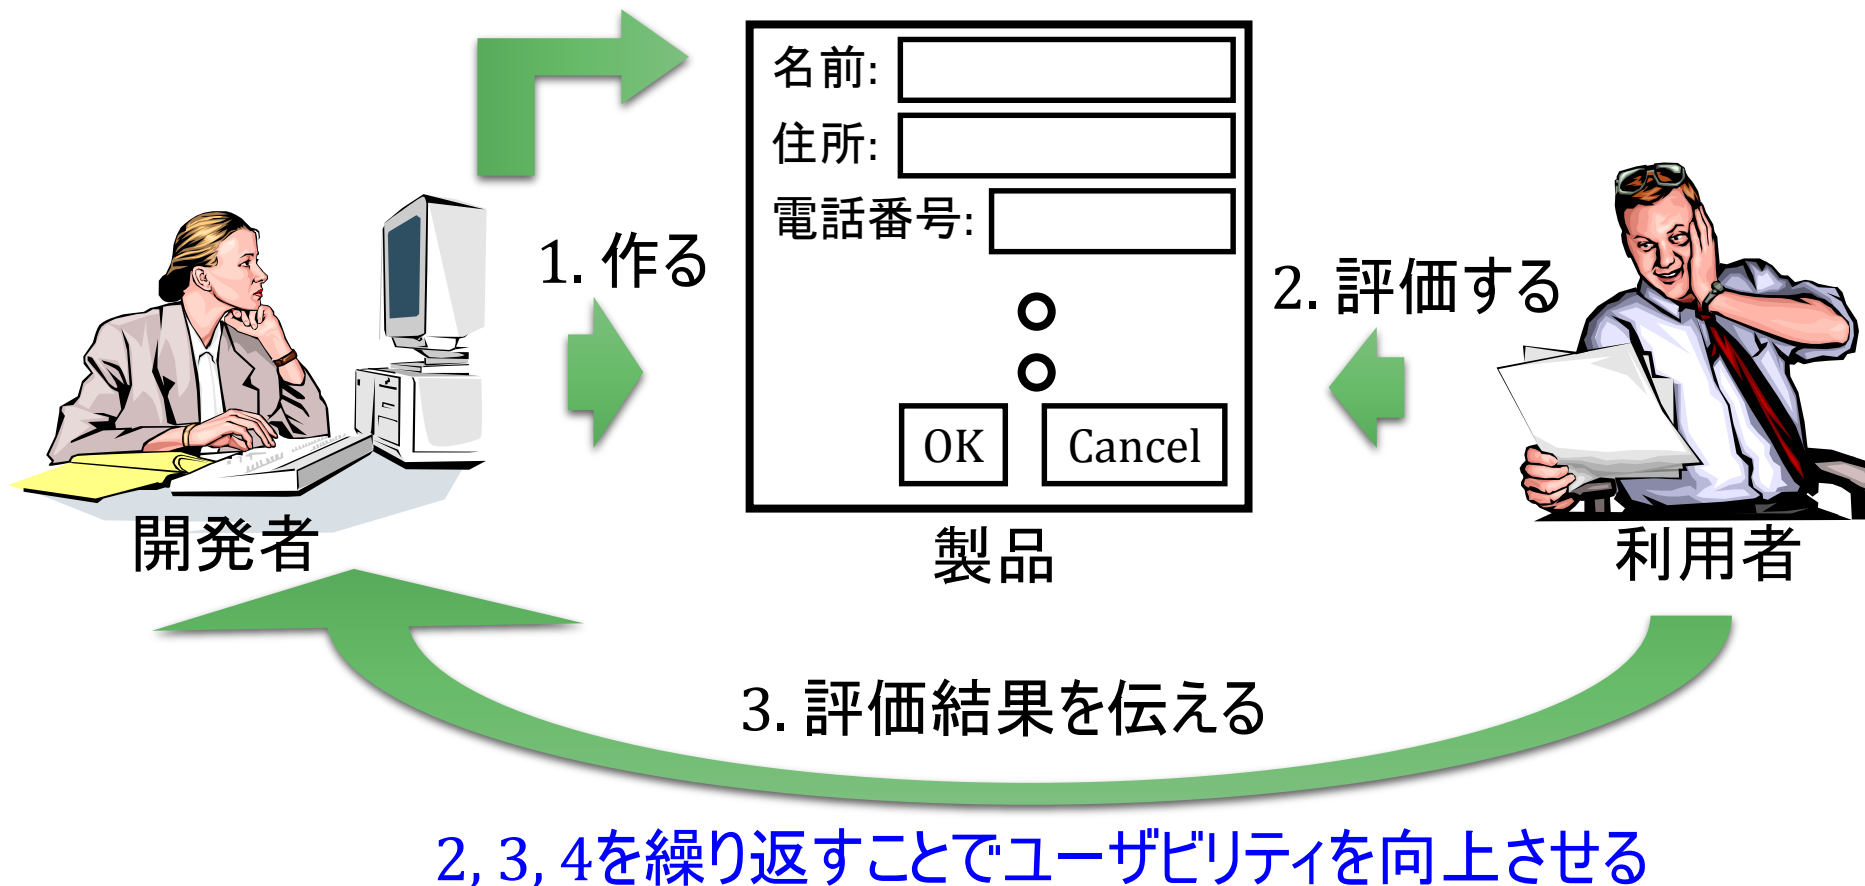 名前:
住所:
電話番号:
OK
Cancel
1. 作る
2. 評価する
開発者
製品
利用者
3. 評価結果を伝える
2, 3, 4を繰り返すことでユーザビリティを向上させる